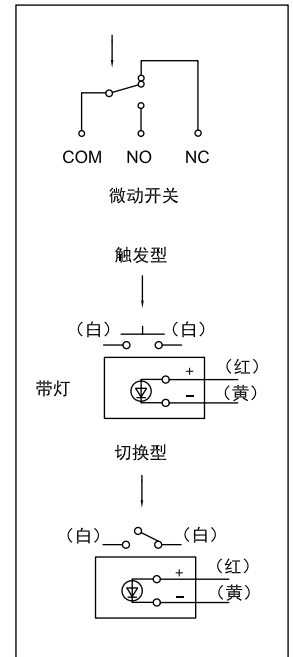 COM NO NC
微动开关
触发型
（白） （白）
（红）
+
带灯
−
（黄）
切换型
（白） （白）
（红）
+
−
（黄）